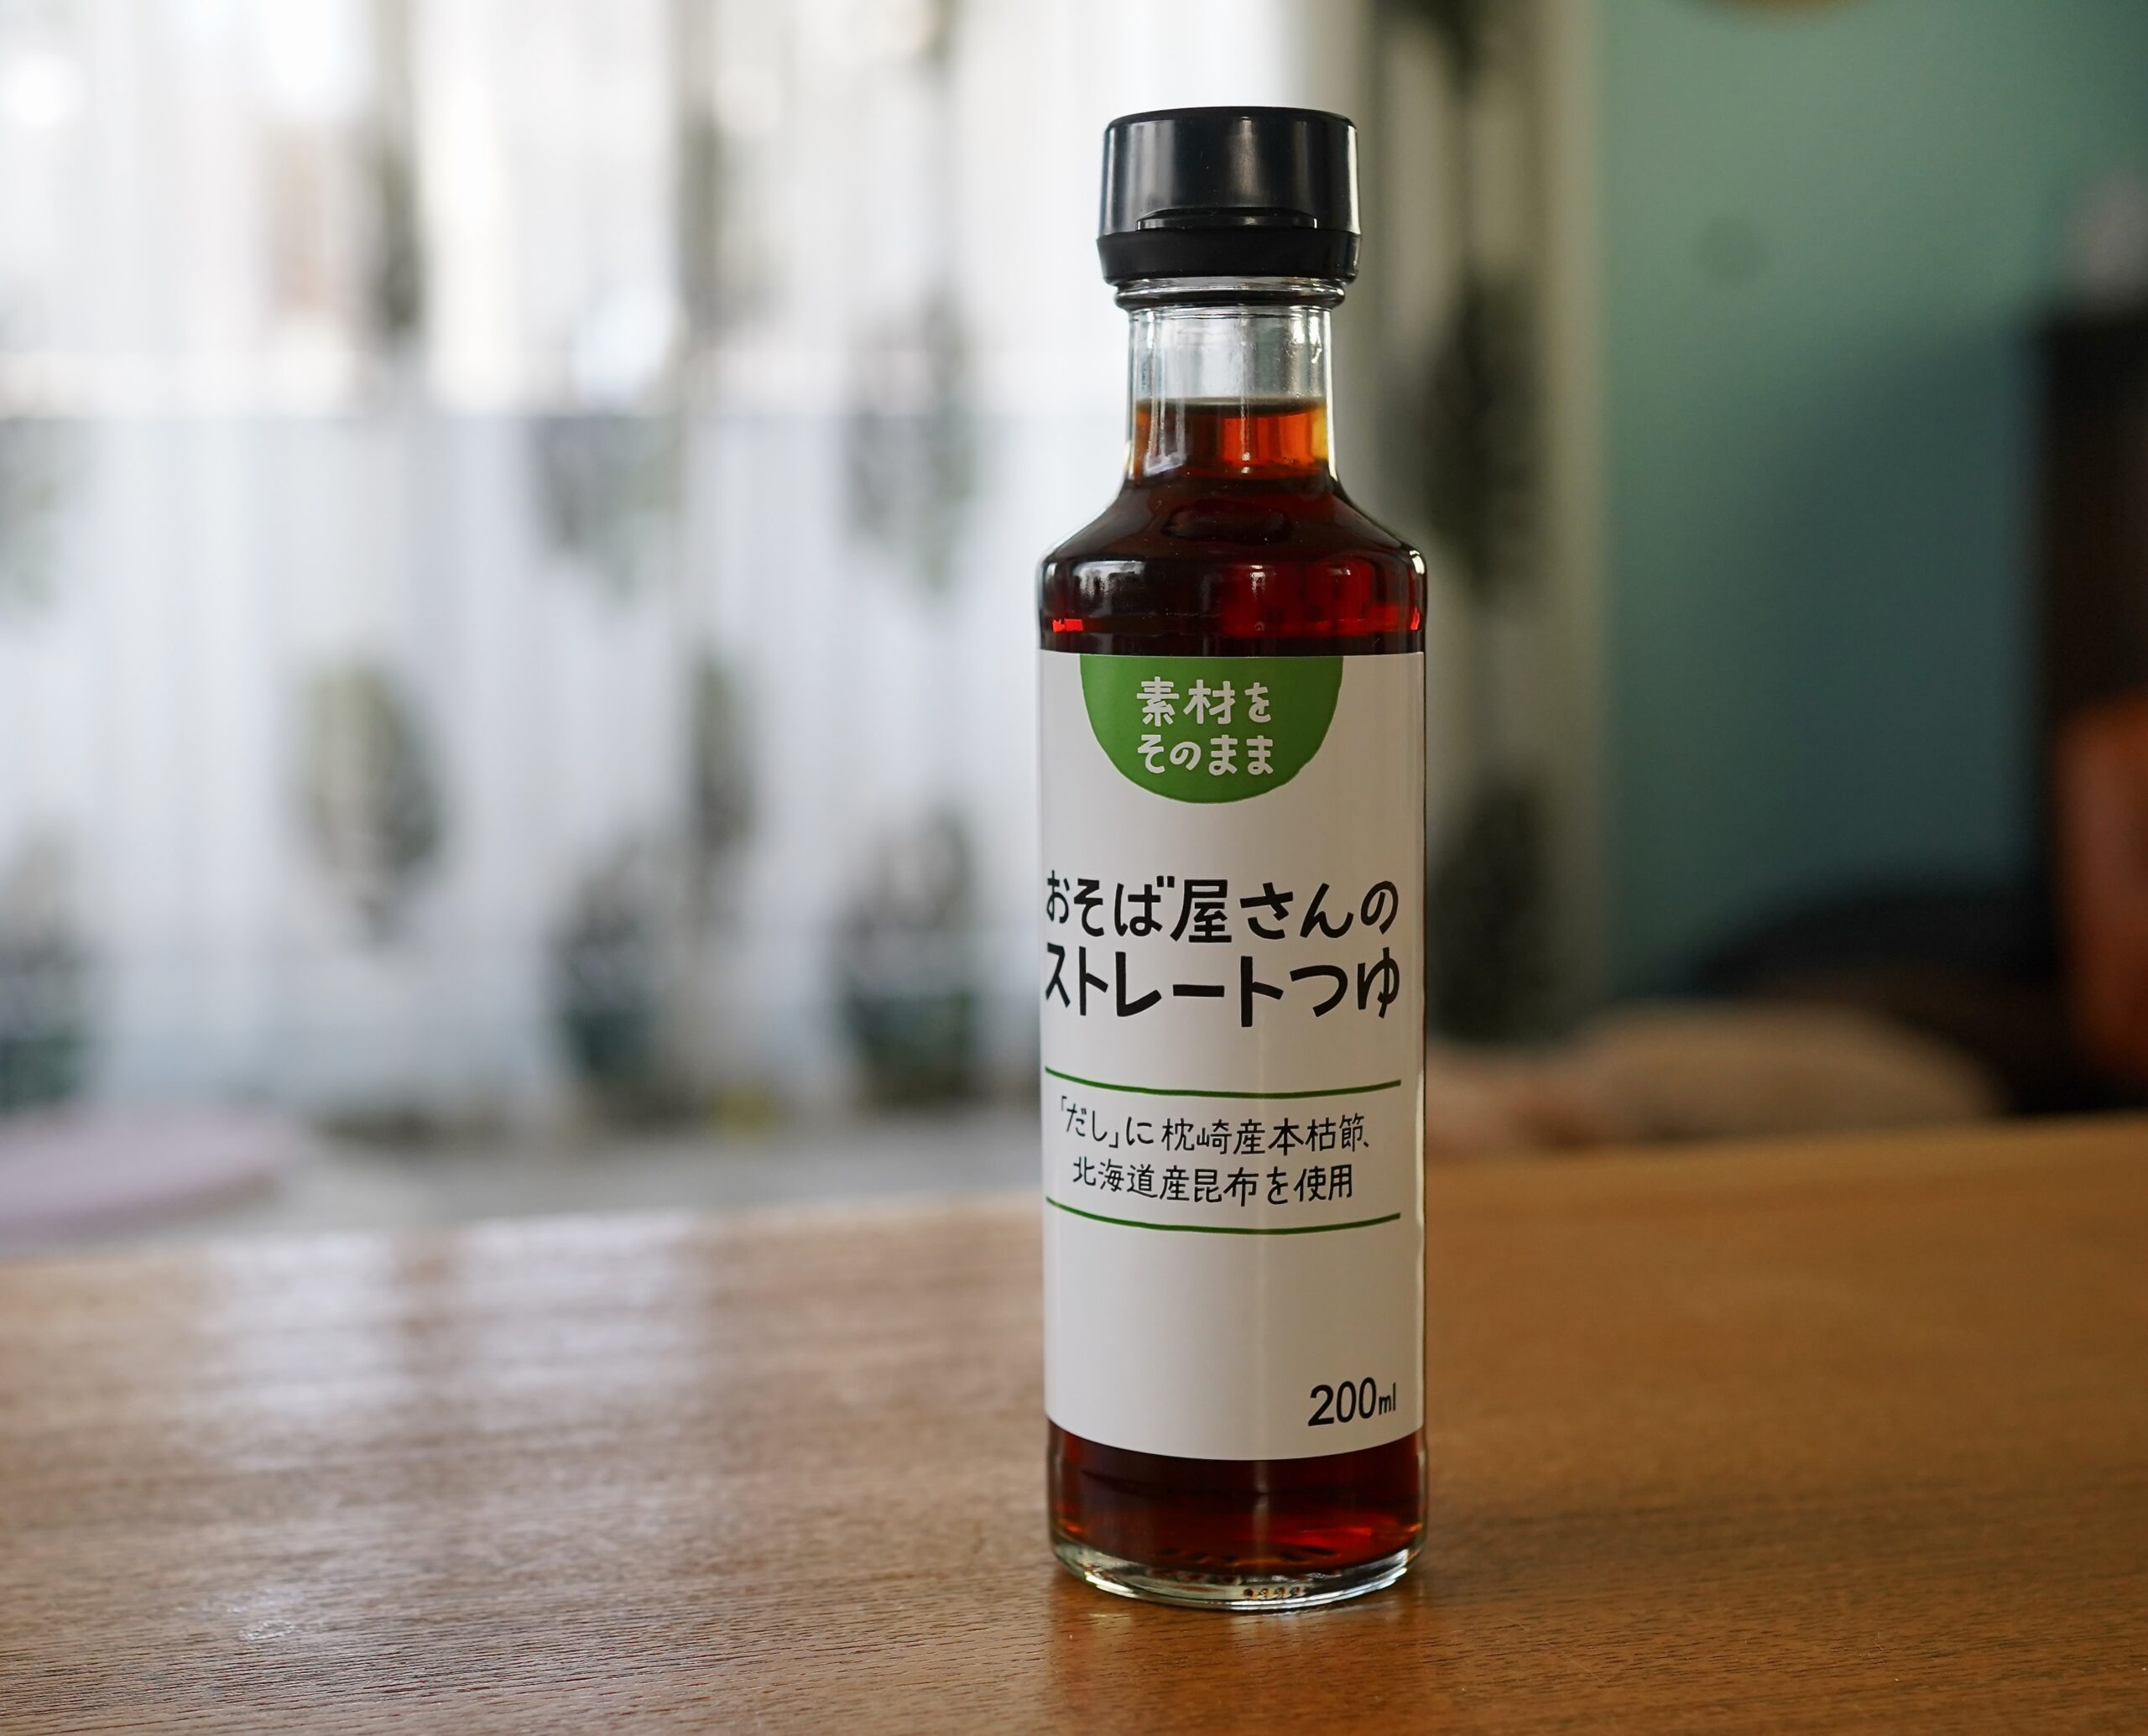 素材を
そのまま
おそば屋さんの
ストレートつゆ
「だし」に枕崎産本枯節、
北海道産昆布を使用
200ml